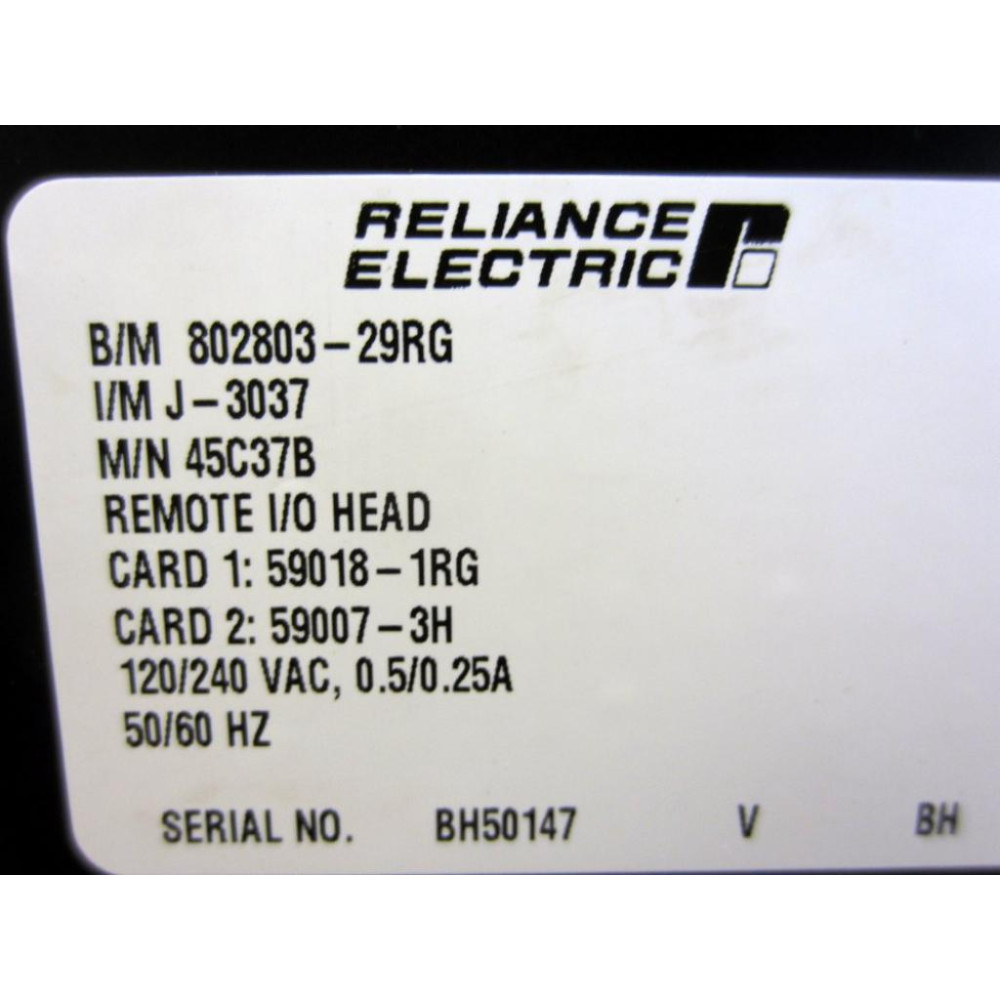 RELIANCE
ELECTRIC
B/M 802803-29RG
I/M J-3037
M/N 45C37B
REMOTE I/O HEAD
CARD 1: 59018-1RG
CARD 2: 59007-3H
120/240 VAC, 0.5/0.25A
50/60 HZ
SERIAL NO. BH50147 V BH